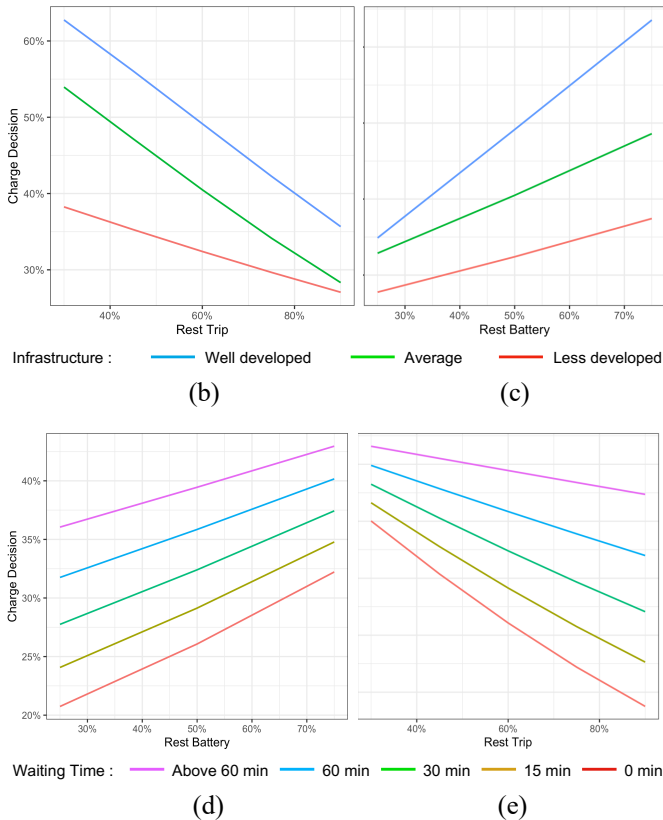 60%
50%
40%
30%
Charge Decision
40% 60% 80%
Rest Trip
30% 40% 50% 60% 70%
Rest Battery
Infrastructure : Well developed Average Less developed
(b) (c)
40%
35%
30%
25%
20%
Charge Decision
30% 40% 50% 60% 70%
Rest Battery
40% 60% 80%
Rest Trip
Waiting Time : Above 60 min 60 min 30 min 15 min 0 min
(d) (e)